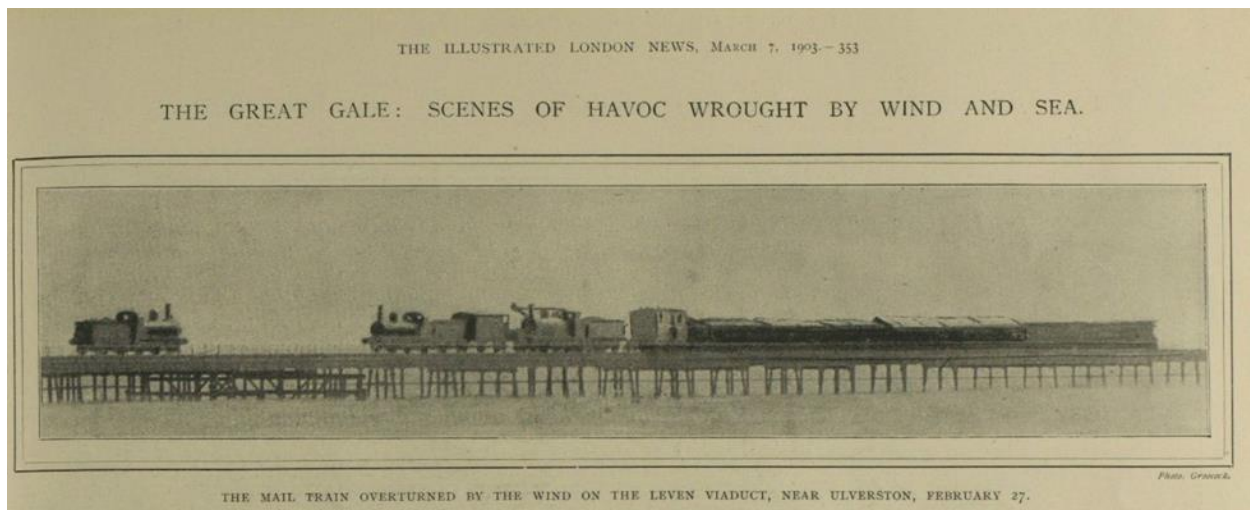 THE ILLUSTRATED LONDON NEWS, MARCH 7, 1903.—353
THE GREAT GALE: SCENES OF HAVOC WROUGHT BY WIND AND SEA.
Photo.
THE MAIL TRAIN OVERTURNED BY THE WIND ON THE LEVEN VIADUCT, NEAR ULVERSTON, FEBRUARY 27.